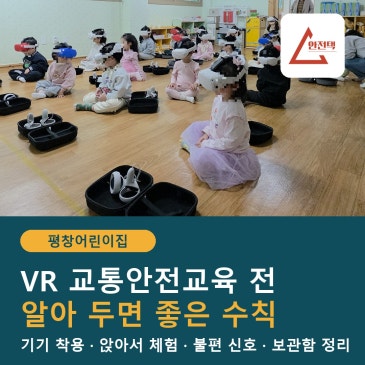 안전택
평창어린이집
VR 교통안전교육 전
알아 두면 좋은 수칙
기기 착용 · 앉아서 체험 · 불편 신호 · 보관함 정리